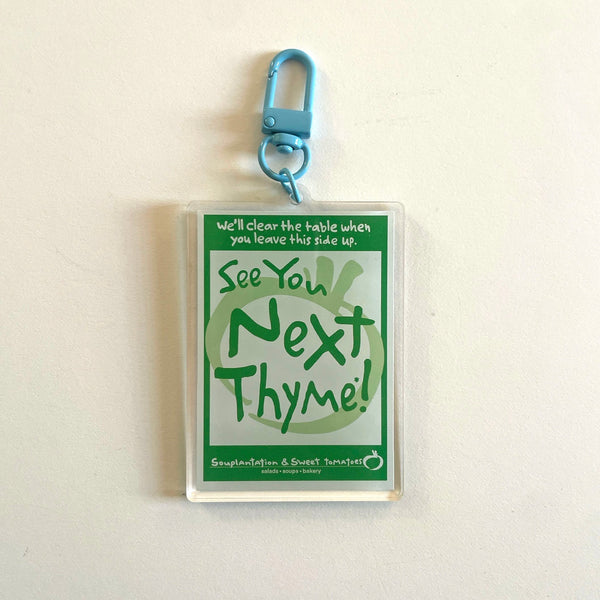 We'll clear the table when
you leave this side up.
See You
Next
Thyme!
Souplantation & Sweet tomatoes
salads • soups • bakery